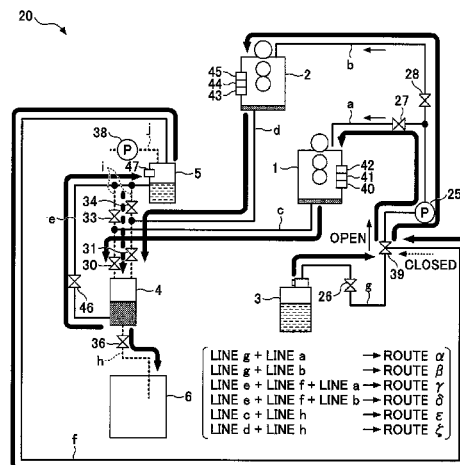 20
45
44
43
2
b
28
38
P
j
47
5
d
a
27
i
34
e
33
1
42
41
40
P
25
c
OPEN
31
30
39
CLOSED
46
4
3
26
g
36
h
6
f
LINE g + LINE a → ROUTE α
LINE g + LINE b → ROUTE β
LINE e + LINE f + LINE a → ROUTE γ
LINE e + LINE f + LINE b → ROUTE δ
LINE c + LINE h → ROUTE ε
LINE d + LINE h → ROUTE ζ